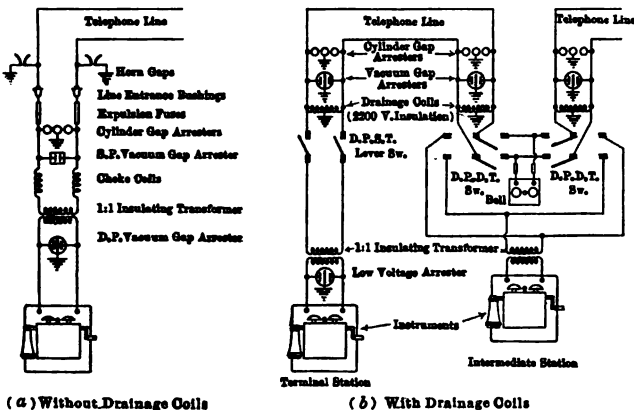 Telephone Line
Horn Gaps
Line Entrance Bushings
Expulsion Fuses
Cylinder Gap Arresters
S.P. Vacuum Gap Arrester
Choke Coils
1:1 Insulating Transformer
D.P. Vacuum Gap Arrester
(a) Without Drainage Coils
Telephone Line
Telephone Line
Cylinder Gap
Arresters
Vacuum Gap
Arresters
Drainage Coils
(2200 V. Insulation)
D.P.S.T.
Lever Sw.
D.P.D.T.
Sw.
Bell
D.P.D.T.
Sw.
1:1 Insulating Transformer
Low Voltage Arrester
Instruments
Terminal Station
Intermediate Station
(b) With Drainage Coils